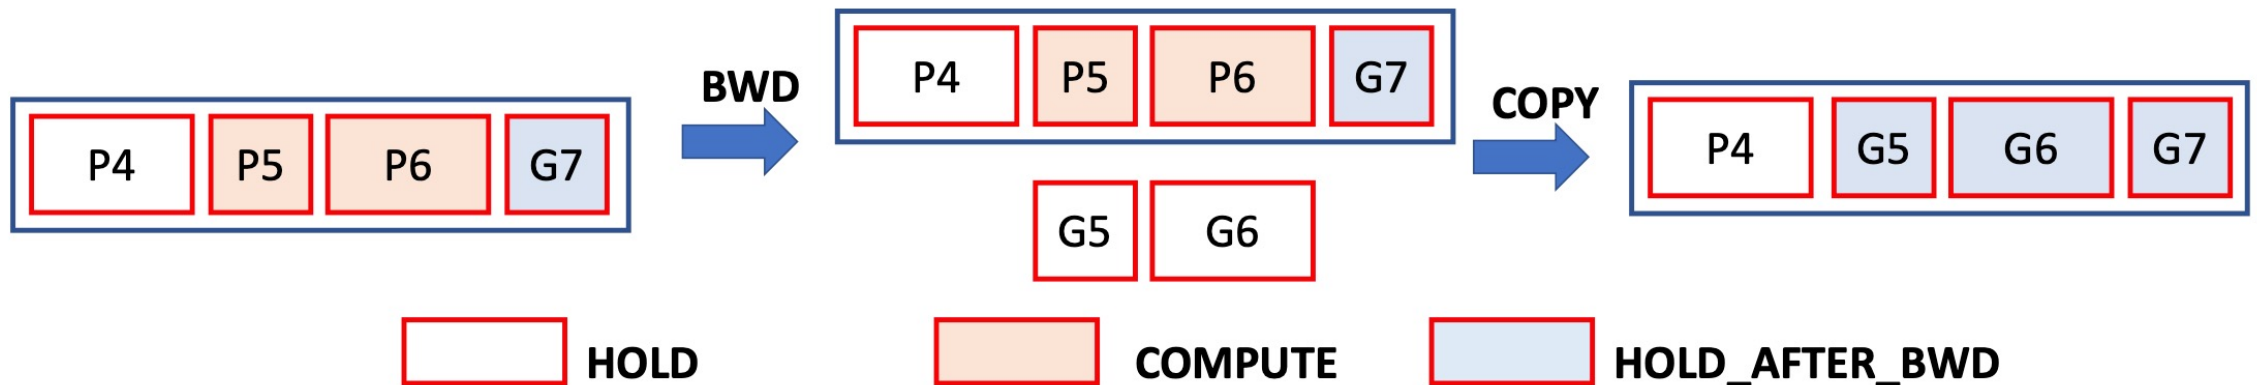 P4 P5 P6 G7
BWD
P4 P5 P6 G7
G5 G6
COPY
P4 G5 G6 G7
HOLD COMPUTE HOLD_AFTER_BWD